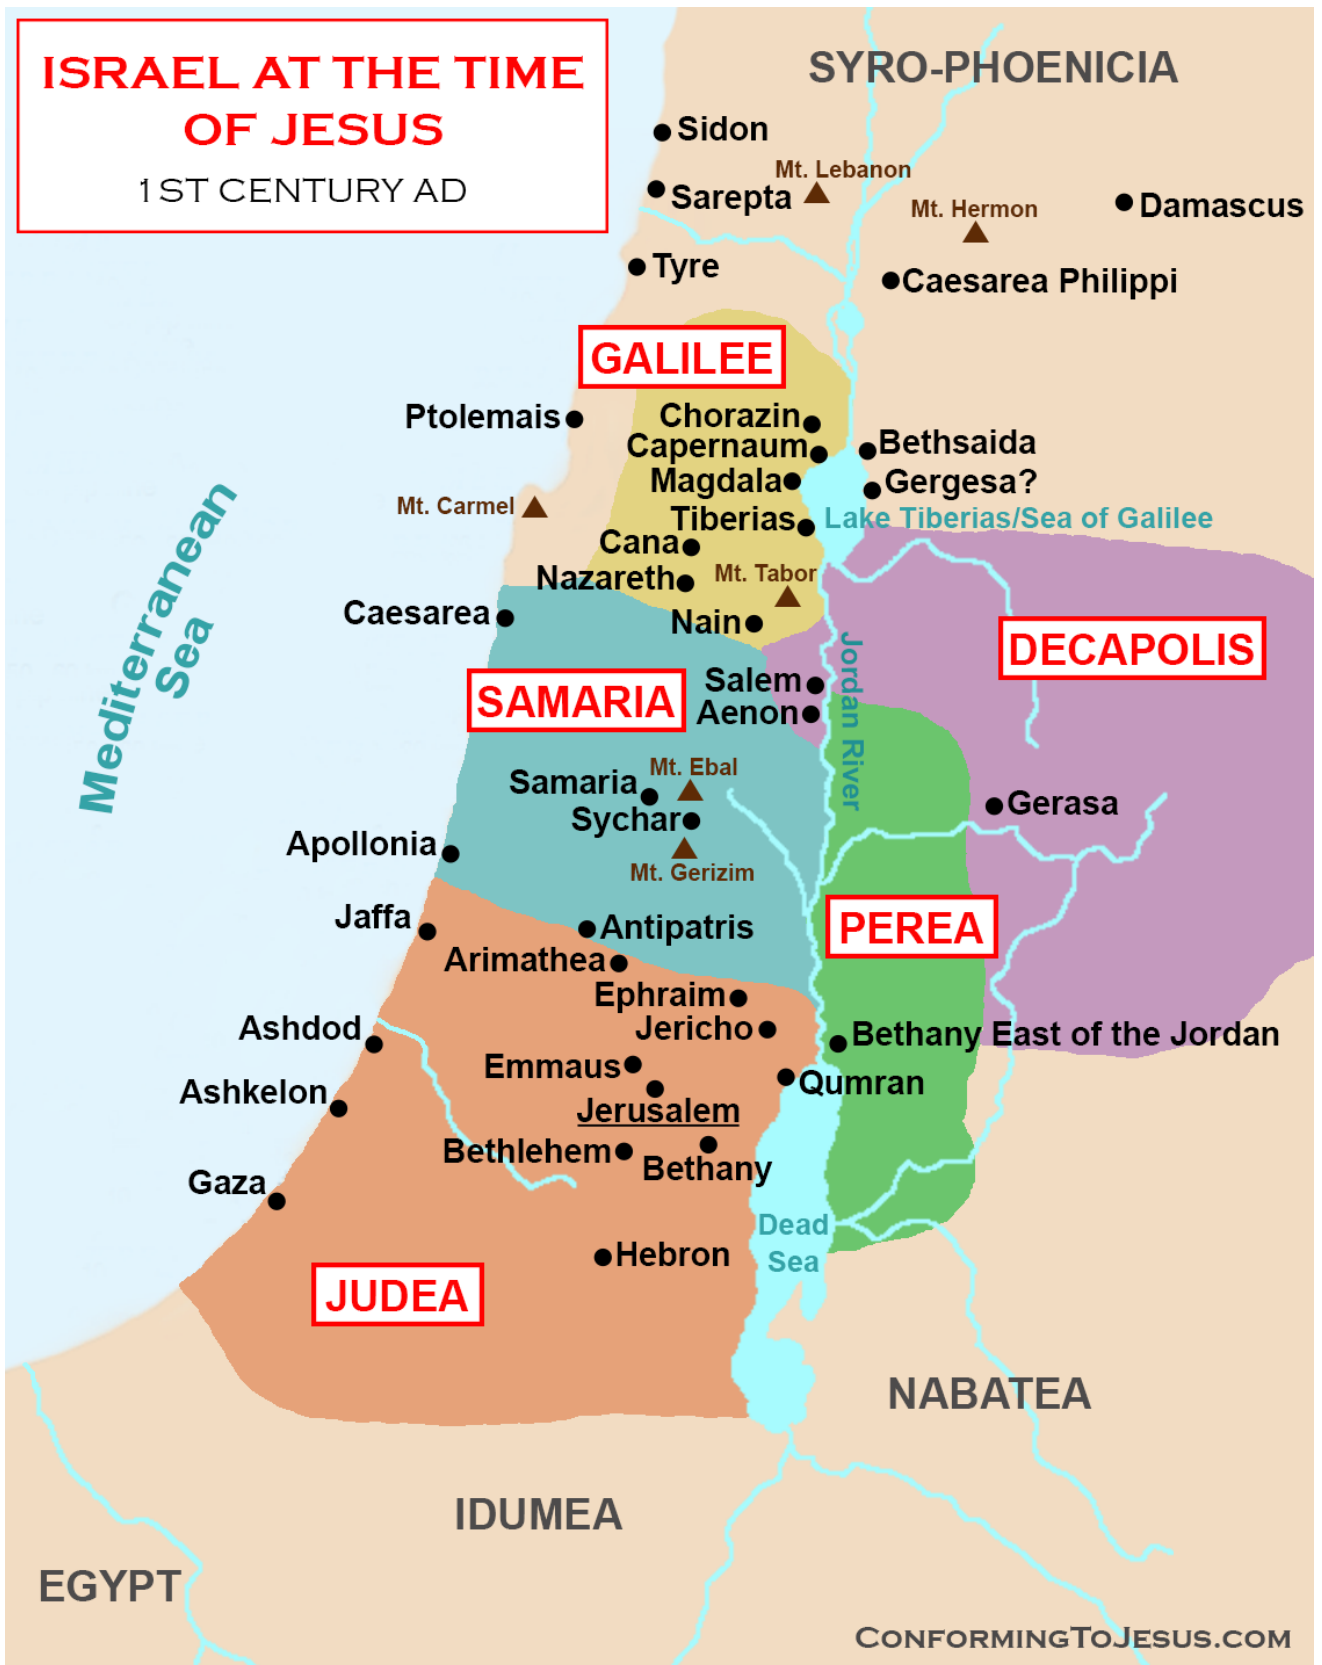 ISRAEL AT THE TIME
OF JESUS
1ST CENTURY AD
SYRO-PHOENICIA
Sidon
Mt. Lebanon
Sarepta
Mt. Hermon
Damascus
Tyre
Caesarea Philippi
GALILEE
Ptolemais
Chorazin
Capernaum
Bethsaida
Magdala
Gergesa?
Mt. Carmel
Tiberias
Lake Tiberias/Sea of Galilee
Cana
Nazareth
Mt. Tabor
Caesarea
Nain
Mediterranean
Sea
Jordan River
DECAPOLIS
SAMARIA
Salem
Aenon
Mt. Ebal
Samaria
Sychar
Gerasa
Apollonia
Mt. Gerizim
Jaffa
Antipatris
PEREA
Arimathea
Ephraim
Ashdod
Jericho
Bethany East of the Jordan
Emmaus
Qumran
Ashkelon
Jerusalem
Bethlehem
Bethany
Gaza
Dead
Sea
Hebron
JUDEA
NABATEA
IDUMEA
EGYPT
CONFORMINGTOJESUS.COM